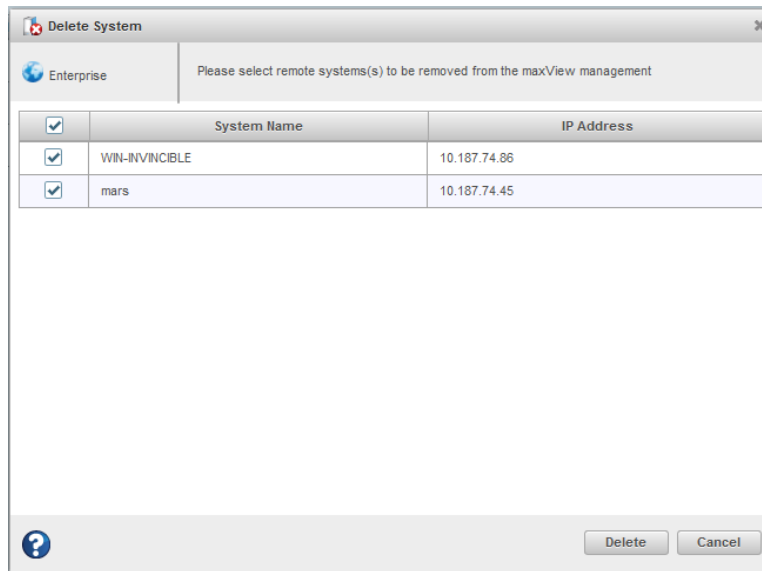 Delete System
Enterprise
Please select remote systems(s) to be removed from the maxView management
System Name IP Address
WIN-INVINCIBLE 10.187.74.86
mars 10.187.74.45
Delete Cancel